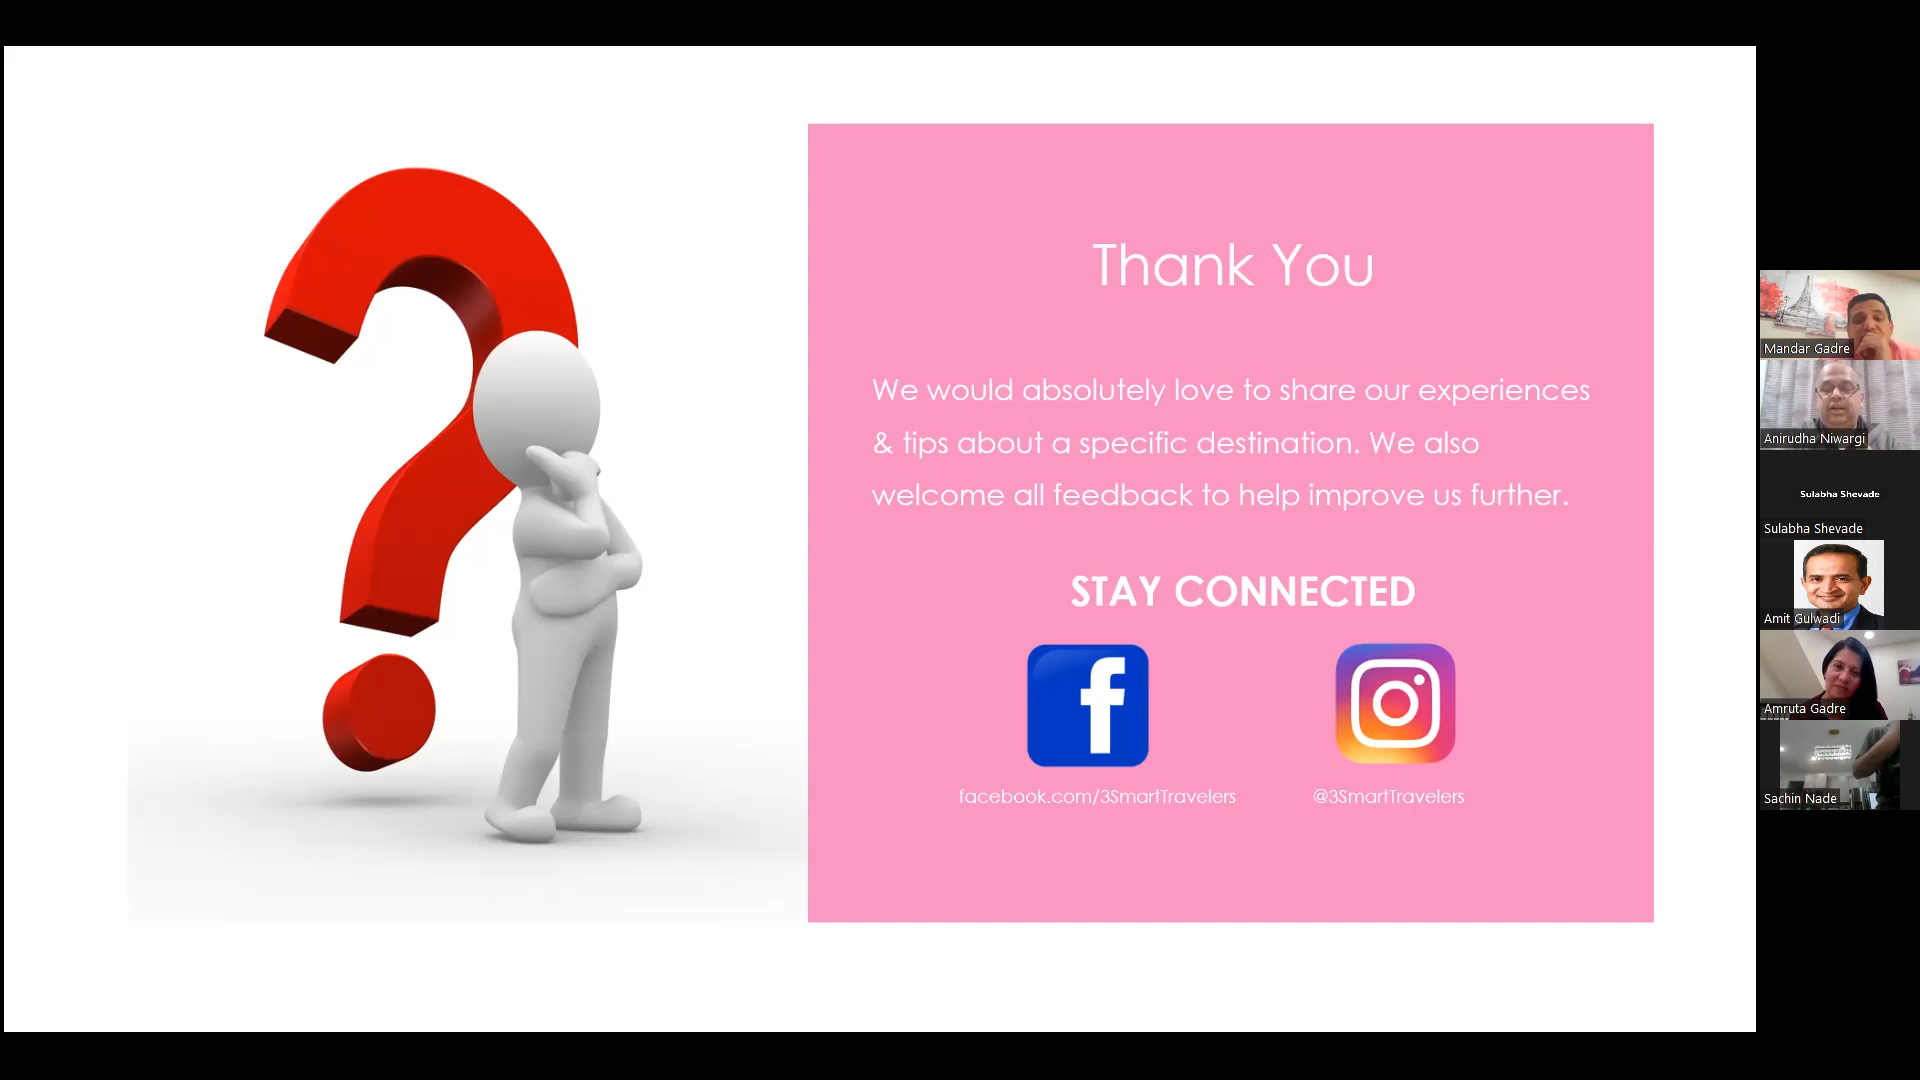 Thank You
We would absolutely love to share our experiences
& tips about a specific destination. We also
welcome all feedback to help improve us further.
STAY CONNECTED
facebook.com/3SmartTravelers
@3SmartTravelers
Mandar Gadre
Anirudha Niwargi
Sulabha Shevade
Sulabha Shevade
Amit Gulwadi
Amruta Gadre
Sachin Nade